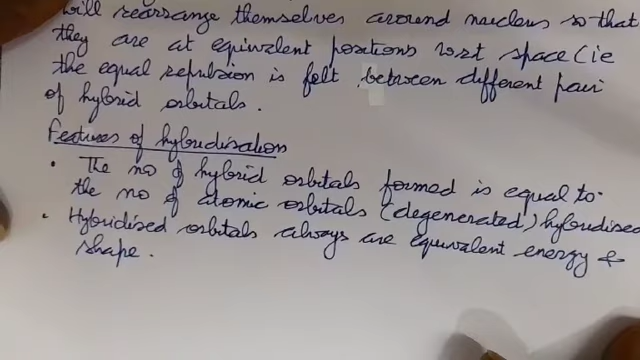 will rearrange themselves around nucleus so that
they are at equivalent positions wrt space (ie
the equal repulsion is felt between different pair
of hybrid orbitals.
Features of hybridisation
• The no of hybrid orbitals formed is equal to
the no of atomic orbitals (degenerated) hybridised
• Hybridised orbitals always are equivalent energy &
shape.